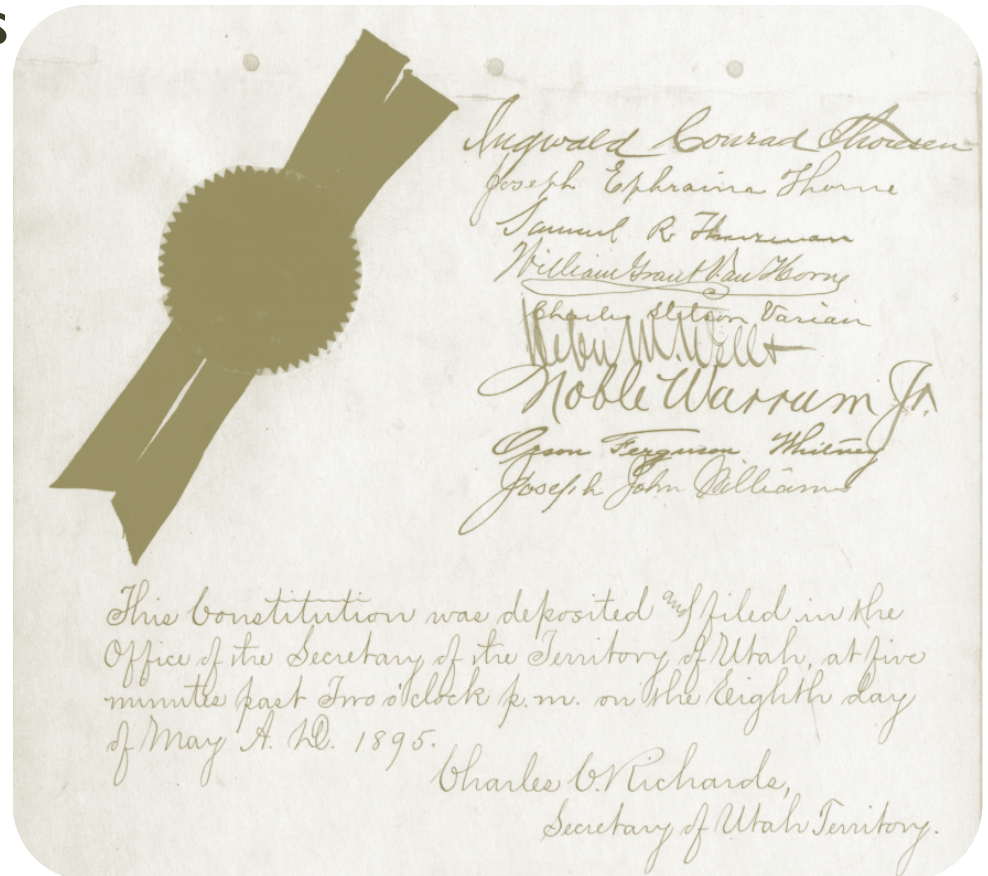 s
Ingwald Conrad Thoresen
Joseph Ephraim Thorne
Samuel R Thurman
William Grant Van Horne
Charles Stetson Varian
Heber M. Wells
Noble Warrum Jr.
Orson Ferguson Whitney
Joseph John Williams
This Constitution was deposited and filed in the
Office of the Secretary of the Territory of Utah, at five
minutes past Two o'clock p.m. on the Eighth day
of May A. D. 1895.
Charles C. Richards,
Secretary of Utah Territory.